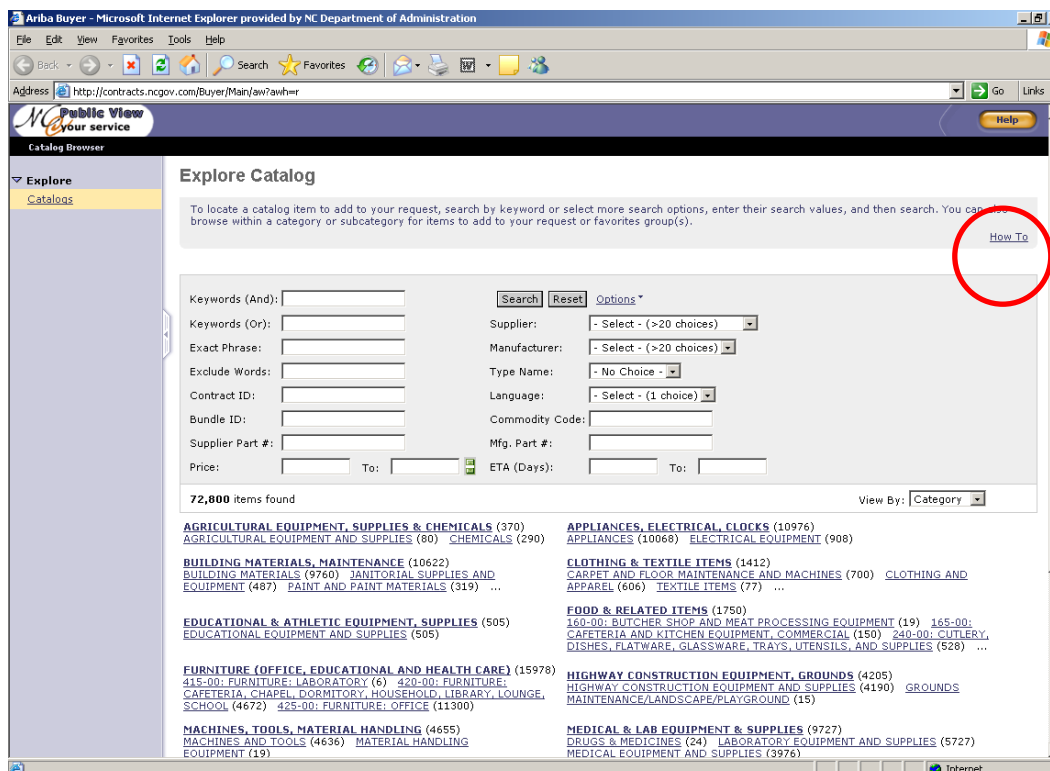 Ariba Buyer - Microsoft Internet Explorer provided by NC Department of Administration
File Edit View Favorites Tools Help
Back Search Favorites
Address http://contracts.ncgov.com/Buyer/Main/aw?awh=r Go Links
NC Public View
@your service
Help
Catalog Browser
Explore
Catalogs
Explore Catalog
To locate a catalog item to add to your request, search by keyword or select more search options, enter their search values, and then search. You can also
browse within a category or subcategory for items to add to your request or favorites group(s).
How To
Keywords (And): Search Reset Options
Keywords (Or): Supplier: - Select - (>20 choices)
Exact Phrase: Manufacturer: - Select - (>20 choices)
Exclude Words: Type Name: - No Choice -
Contract ID: Language: - Select - (1 choice)
Bundle ID: Commodity Code:
Supplier Part #: Mfg. Part #:
Price: To: ETA (Days): To:
72,800 items found View By: Category
AGRICULTURAL EQUIPMENT, SUPPLIES & CHEMICALS (370)
AGRICULTURAL EQUIPMENT AND SUPPLIES (80) CHEMICALS (290)
APPLIANCES, ELECTRICAL, CLOCKS (10976)
APPLIANCES (10068) ELECTRICAL EQUIPMENT (908)
BUILDING MATERIALS, MAINTENANCE (10622)
BUILDING MATERIALS (9760) JANITORIAL SUPPLIES AND
EQUIPMENT (487) PAINT AND PAINT MATERIALS (319) ...
CLOTHING & TEXTILE ITEMS (1412)
CARPET AND FLOOR MAINTENANCE AND MACHINES (700) CLOTHING AND
APPAREL (606) TEXTILE ITEMS (77) ...
EDUCATIONAL & ATHLETIC EQUIPMENT, SUPPLIES (505)
EDUCATIONAL EQUIPMENT AND SUPPLIES (505)
FOOD & RELATED ITEMS (1750)
160-00: BUTCHER SHOP AND MEAT PROCESSING EQUIPMENT (19) 165-00:
CAFETERIA AND KITCHEN EQUIPMENT, COMMERCIAL (150) 240-00: CUTLERY,
DISHES, FLATWARE, GLASSWARE, TRAYS, UTENSILS, AND SUPPLIES (528) ...
FURNITURE (OFFICE, EDUCATIONAL AND HEALTH CARE) (15978)
415-00: FURNITURE: LABORATORY (6) 420-00: FURNITURE:
CAFETERIA, CHAPEL, DORMITORY, HOUSEHOLD, LIBRARY, LOUNGE,
SCHOOL (4672) 425-00: FURNITURE: OFFICE (11300)
HIGHWAY CONSTRUCTION EQUIPMENT, GROUNDS (4205)
HIGHWAY CONSTRUCTION EQUIPMENT AND SUPPLIES (4190) GROUNDS
MAINTENANCE/LANDSCAPE/PLAYGROUND (15)
MACHINES, TOOLS, MATERIAL HANDLING (4655)
MACHINES AND TOOLS (4636) MATERIAL HANDLING
EQUIPMENT (19)
MEDICAL & LAB EQUIPMENT & SUPPLIES (9727)
DRUGS & MEDICINES (24) LABORATORY EQUIPMENT AND SUPPLIES (5727)
MEDICAL EQUIPMENT AND SUPPLIES (3976)
Internet